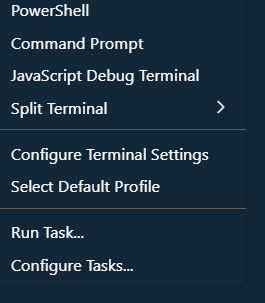 PowerShell
Command Prompt
JavaScript Debug Terminal
Split Terminal
Configure Terminal Settings
Select Default Profile
Run Task...
Configure Tasks...